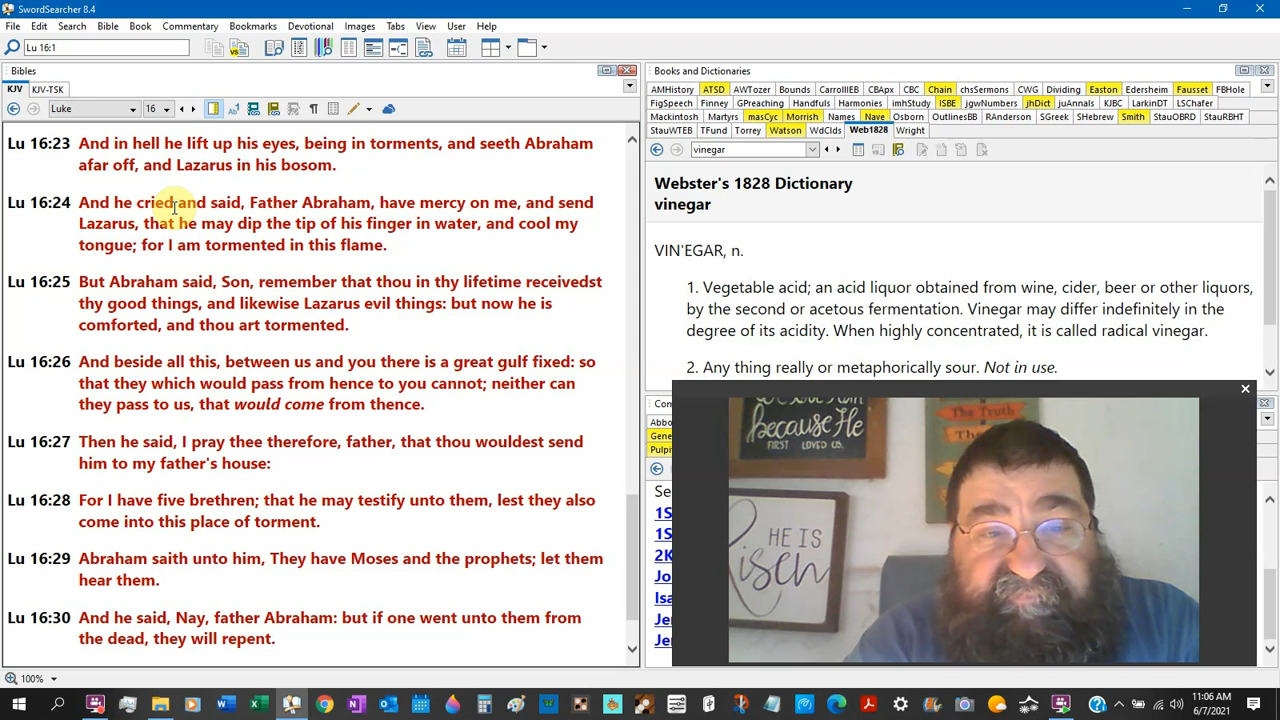 SwordSearcher 8.4
File Edit Search Bible Book Commentary Bookmarks Devotional Images Tabs View User Help
Lu 16:1
Bibles
KJV KJV-TSK
Luke 16
Lu 16:23 And in hell he lift up his eyes, being in torments, and seeth Abraham
afar off, and Lazarus in his bosom.
Lu 16:24 And he cried and said, Father Abraham, have mercy on me, and send
Lazarus, that he may dip the tip of his finger in water, and cool my
tongue; for I am tormented in this flame.
Lu 16:25 But Abraham said, Son, remember that thou in thy lifetime receivedst
thy good things, and likewise Lazarus evil things: but now he is
comforted, and thou art tormented.
Lu 16:26 And beside all this, between us and you there is a great gulf fixed: so
that they which would pass from hence to you cannot; neither can
they pass to us, that would come from thence.
Lu 16:27 Then he said, I pray thee therefore, father, that thou wouldest send
him to my father's house:
Lu 16:28 For I have five brethren; that he may testify unto them, lest they also
come into this place of torment.
Lu 16:29 Abraham saith unto him, They have Moses and the prophets; let them
hear them.
Lu 16:30 And he said, Nay, father Abraham: but if one went unto them from
the dead, they will repent.
100%
Books and Dictionaries
AMHistory ATSD AWTozer Bounds CarrollIEB CBApx CBC Chain chsSermons CWG Dividing Easton Edersheim Fausset FBHole
FigSpeech Finney GPreaching Handfuls Harmonies imhStudy ISBE jgwNumbers jhDict juAnnals KJBC LarkinDT LSChafer
Mackintosh Martyrs masCyc Morrish Names Nave Osborn OutlinesBB RAnderson SGreek SHebrew Smith StauOBRD StauRBHT
StauWTEB TFund Torrey Watson WdClds Web1828 Wright
vinegar
Webster's 1828 Dictionary
vinegar
VIN'EGAR, n.
1. Vegetable acid; an acid liquor obtained from wine, cider, beer or other liquors,
by the second or acetous fermentation. Vinegar may differ indefinitely in the
degree of its acidity. When highly concentrated, it is called radical vinegar.
2. Any thing really or metaphorically sour. Not in use.
Com
Abbo
Gene
Pulp
Se
1S
1S
2K
Jo
Isa
Je
Je
because He
FIRST LOVED US.
The Truth
HE IS
Risen
11:06 AM
6/7/2021